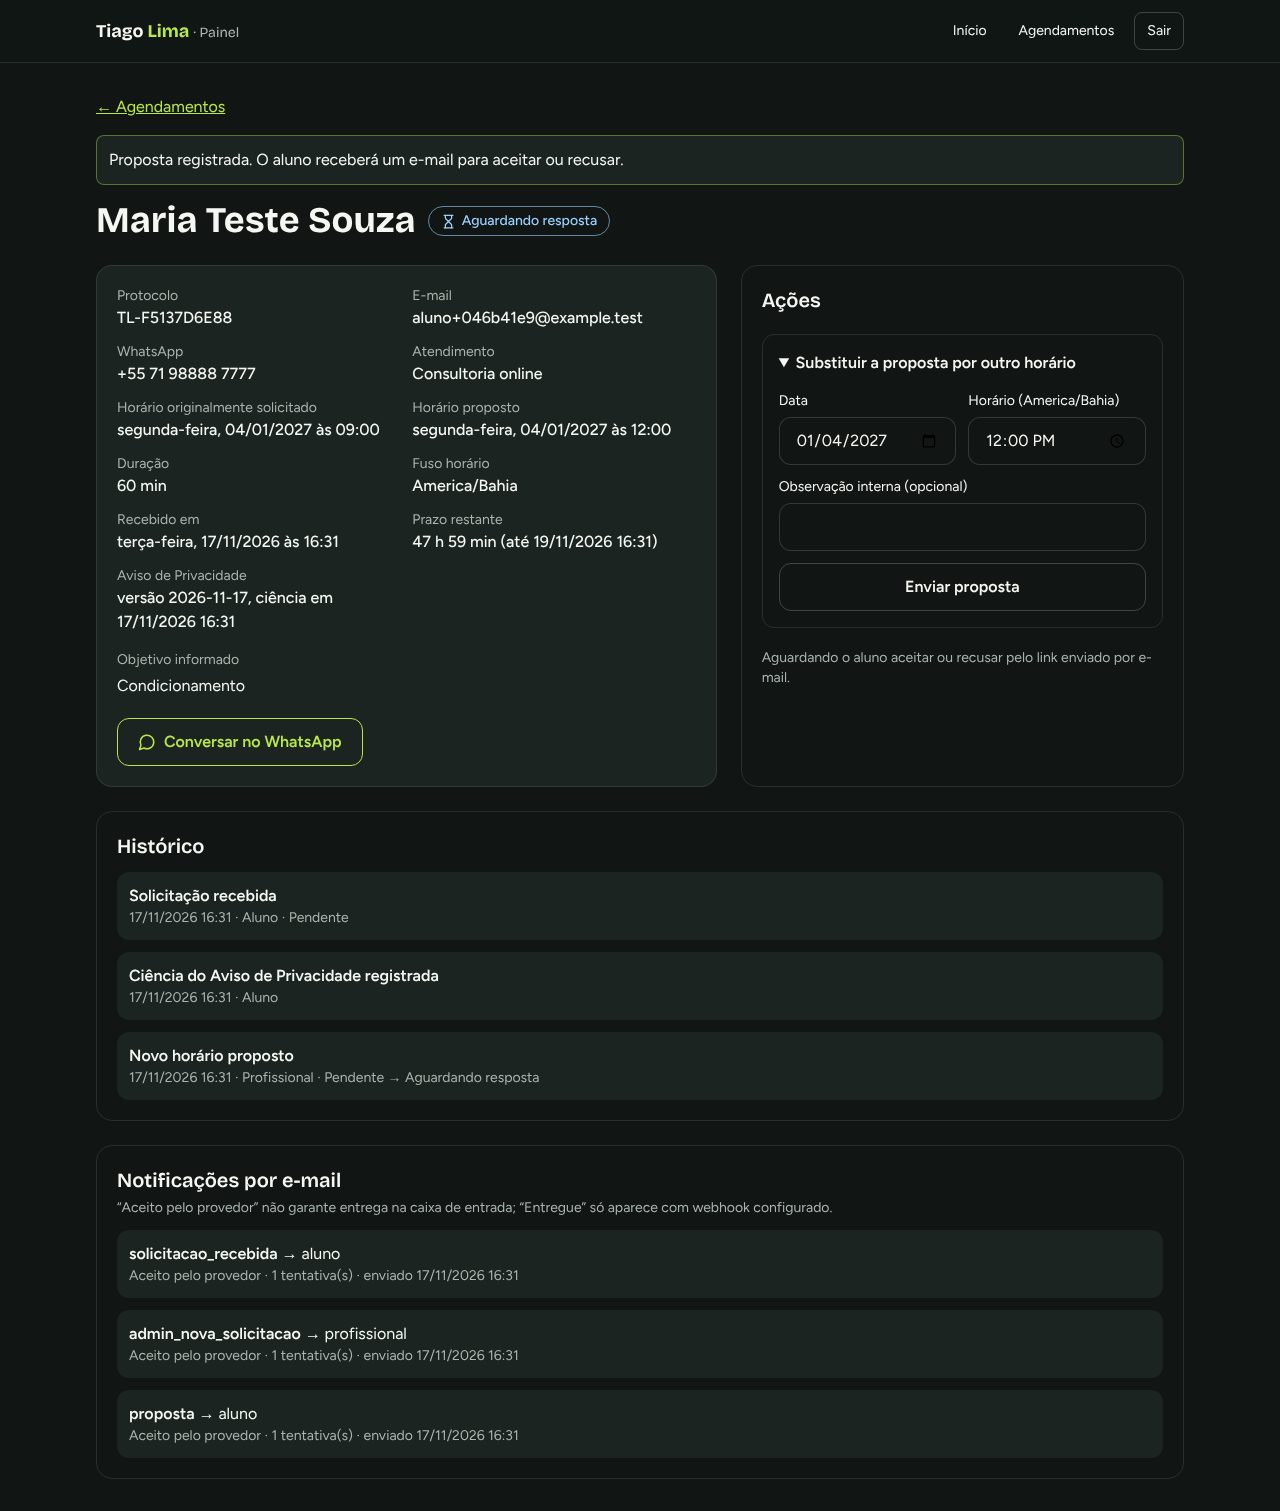 Tiago Lima · Painel
Início
Agendamentos
Sair
← Agendamentos
Proposta registrada. O aluno receberá um e-mail para aceitar ou recusar.
Maria Teste Souza
Aguardando resposta
Protocolo
TL-F5137D6E88
E-mail
aluno+046b41e9@example.test
WhatsApp
+55 71 98888 7777
Atendimento
Consultoria online
Horário originalmente solicitado
segunda-feira, 04/01/2027 às 09:00
Horário proposto
segunda-feira, 04/01/2027 às 12:00
Duração
60 min
Fuso horário
America/Bahia
Recebido em
terça-feira, 17/11/2026 às 16:31
Prazo restante
47 h 59 min (até 19/11/2026 16:31)
Aviso de Privacidade
versão 2026-11-17, ciência em
17/11/2026 16:31
Objetivo informado
Condicionamento
Conversar no WhatsApp
Ações
▼ Substituir a proposta por outro horário
Data
01/04/2027
Horário (America/Bahia)
12:00 PM
Observação interna (opcional)
Enviar proposta
Aguardando o aluno aceitar ou recusar pelo link enviado por e-
mail.
Histórico
Solicitação recebida
17/11/2026 16:31 · Aluno · Pendente
Ciência do Aviso de Privacidade registrada
17/11/2026 16:31 · Aluno
Novo horário proposto
17/11/2026 16:31 · Profissional · Pendente → Aguardando resposta
Notificações por e-mail
“Aceito pelo provedor” não garante entrega na caixa de entrada; “Entregue” só aparece com webhook configurado.
solicitacao_recebida → aluno
Aceito pelo provedor · 1 tentativa(s) · enviado 17/11/2026 16:31
admin_nova_solicitacao → profissional
Aceito pelo provedor · 1 tentativa(s) · enviado 17/11/2026 16:31
proposta → aluno
Aceito pelo provedor · 1 tentativa(s) · enviado 17/11/2026 16:31